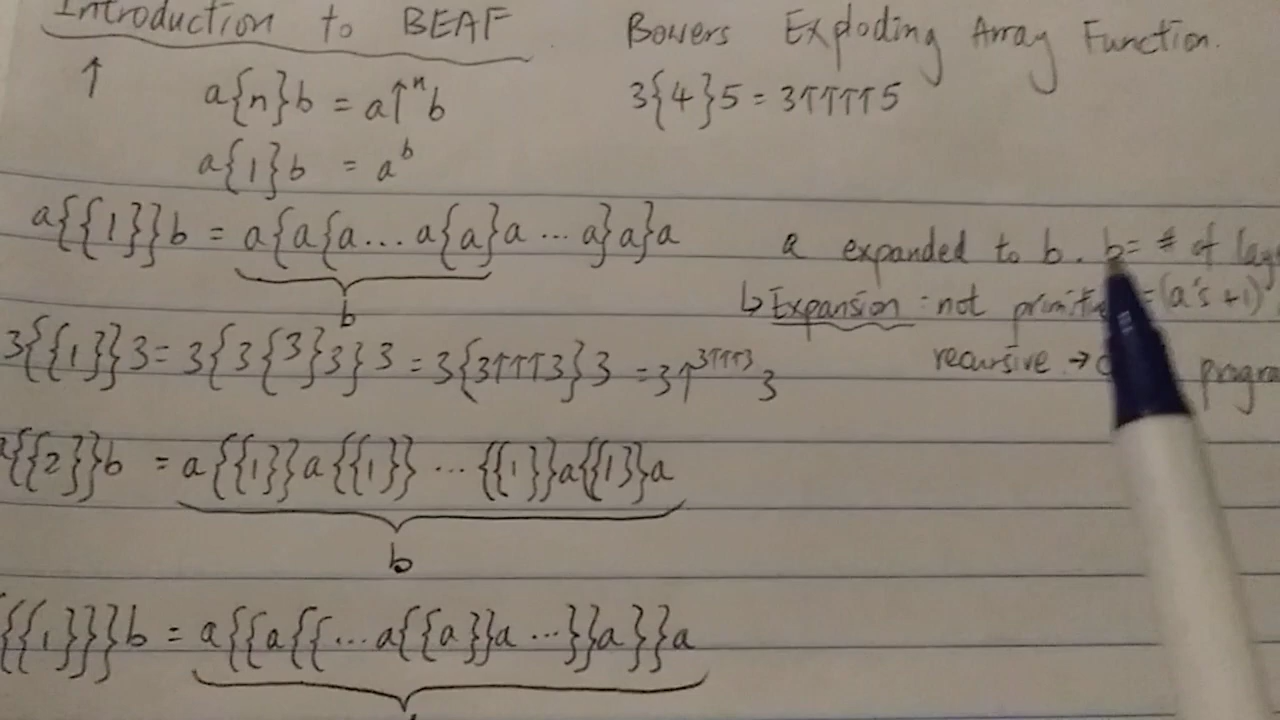 Introduction to BEAF
Bowers Exploding Array Function.
↑
a{n}b = a↑ⁿb
3{4}5 = 3↑↑↑↑5
a{1}b = aᵇ
a{{1}}b = a{a{a...a{a}a...a}a}a
b
a expanded to b. b= # of
↳Expansion : not (a's +1)
recursive →
3{{1}}3 = 3{3{3}3}3 = 3{3↑↑↑3}3 = 3↑³↑↑↑³3
{{2}}b = a{{1}}a{{1}} ... {{1}}a{{1}}a
b
{{1}}}b = a{{a{{...a{{a}}a...}}a}}a